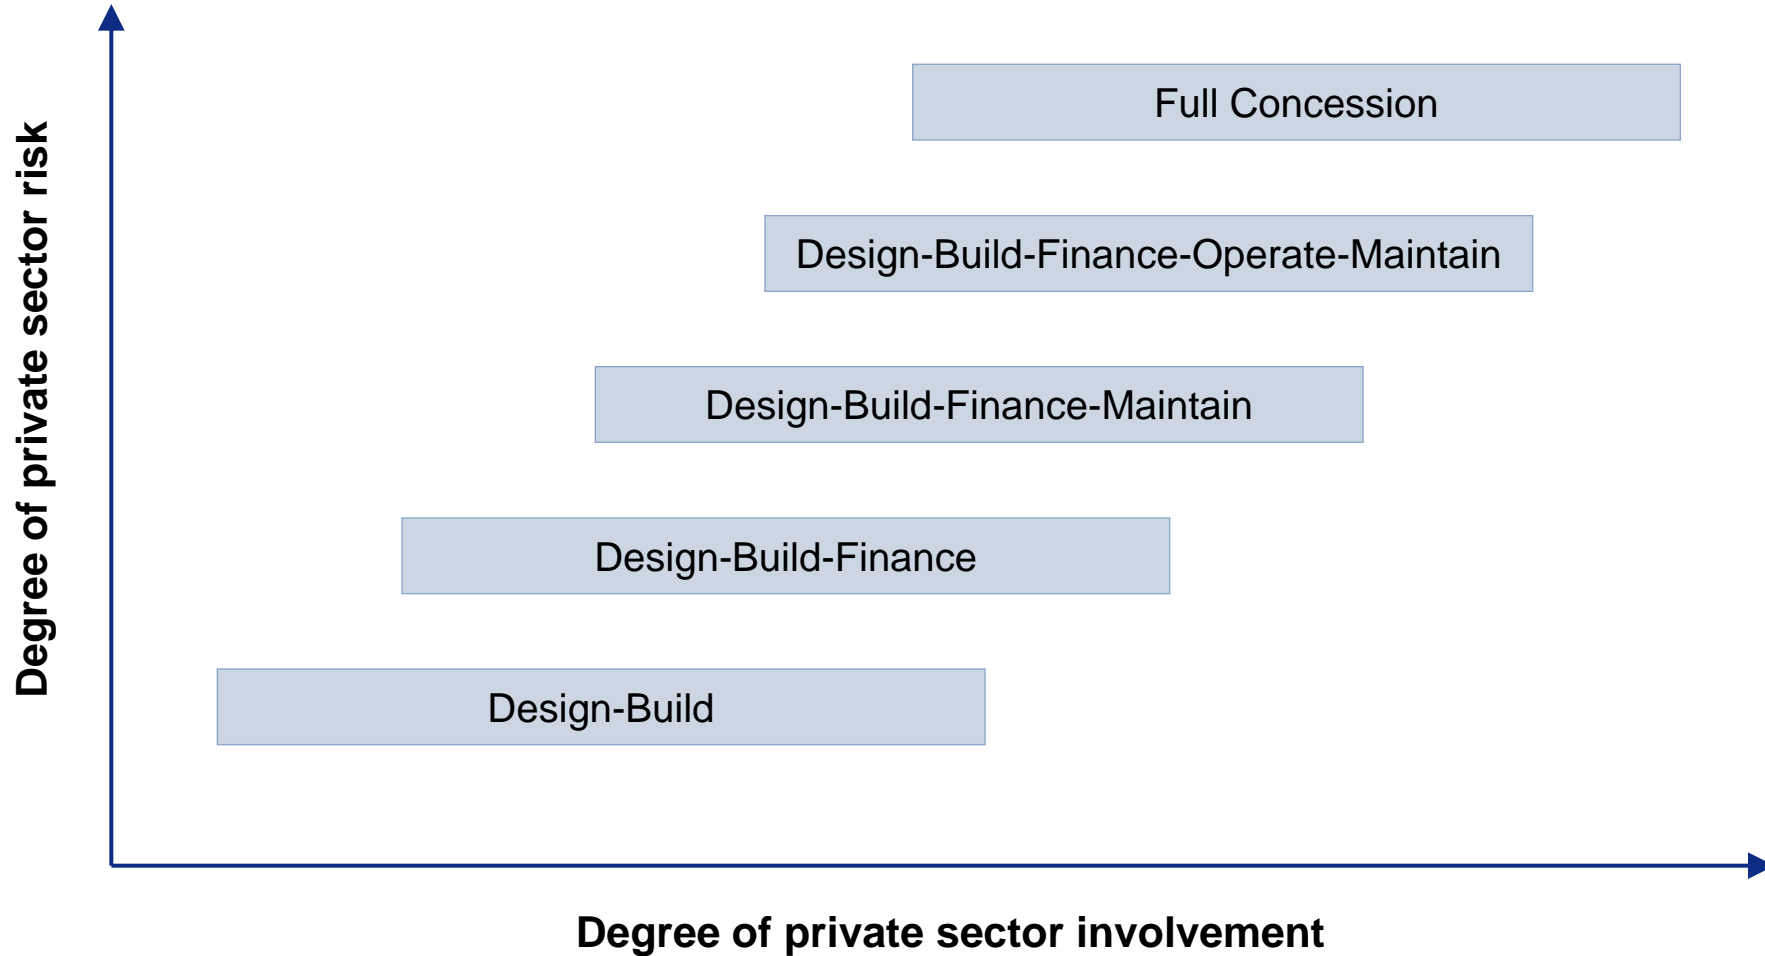 Degree of private sector risk
Full Concession
Design-Build-Finance-Operate-Maintain
Design-Build-Finance-Maintain
Design-Build-Finance
Design-Build
Degree of private sector involvement